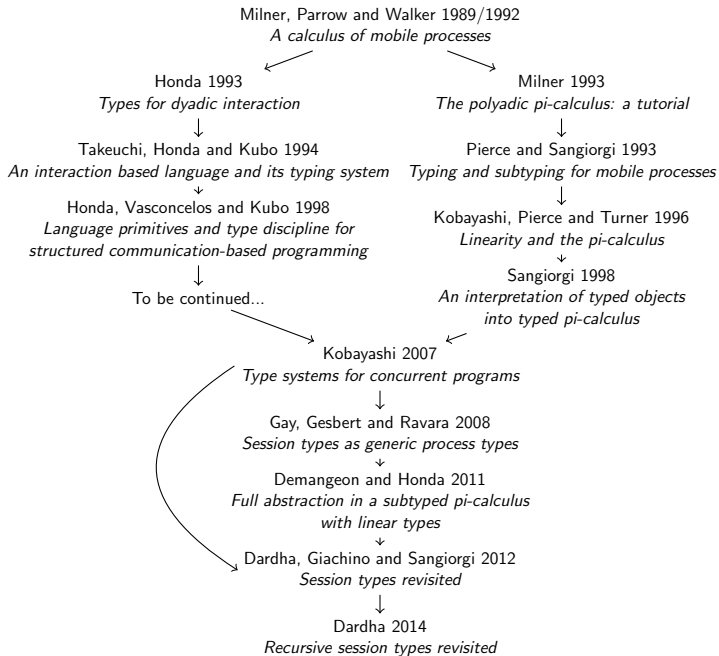 Milner, Parrow and Walker 1989/1992
A calculus of mobile processes
Honda 1993
Types for dyadic interaction
Takeuchi, Honda and Kubo 1994
An interaction based language and its typing system
Honda, Vasconcelos and Kubo 1998
Language primitives and type discipline for
structured communication-based programming
To be continued...
Milner 1993
The polyadic pi-calculus: a tutorial
Pierce and Sangiorgi 1993
Typing and subtyping for mobile processes
Kobayashi, Pierce and Turner 1996
Linearity and the pi-calculus
Sangiorgi 1998
An interpretation of typed objects
into typed pi-calculus
Kobayashi 2007
Type systems for concurrent programs
Gay, Gesbert and Ravara 2008
Session types as generic process types
Demangeon and Honda 2011
Full abstraction in a subtyped pi-calculus
with linear types
Dardha, Giachino and Sangiorgi 2012
Session types revisited
Dardha 2014
Recursive session types revisited